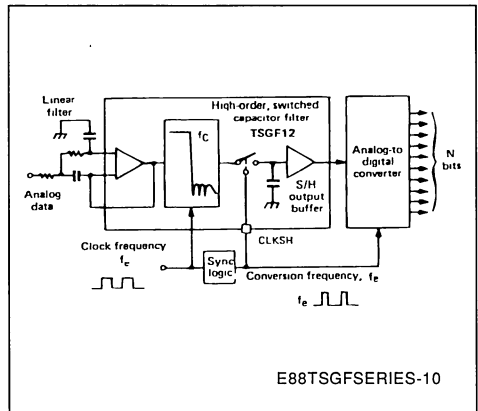 Linear
filter
High-order, switched
capacitor filter
TSGF12
fC
Analog-to
digital
converter
N
bits
Analog
data
S/H
output
buffer
CLKSH
Clock frequency
fe
Sync
logic
Conversion frequency, fe
fe
E88TSGFSERIES-10